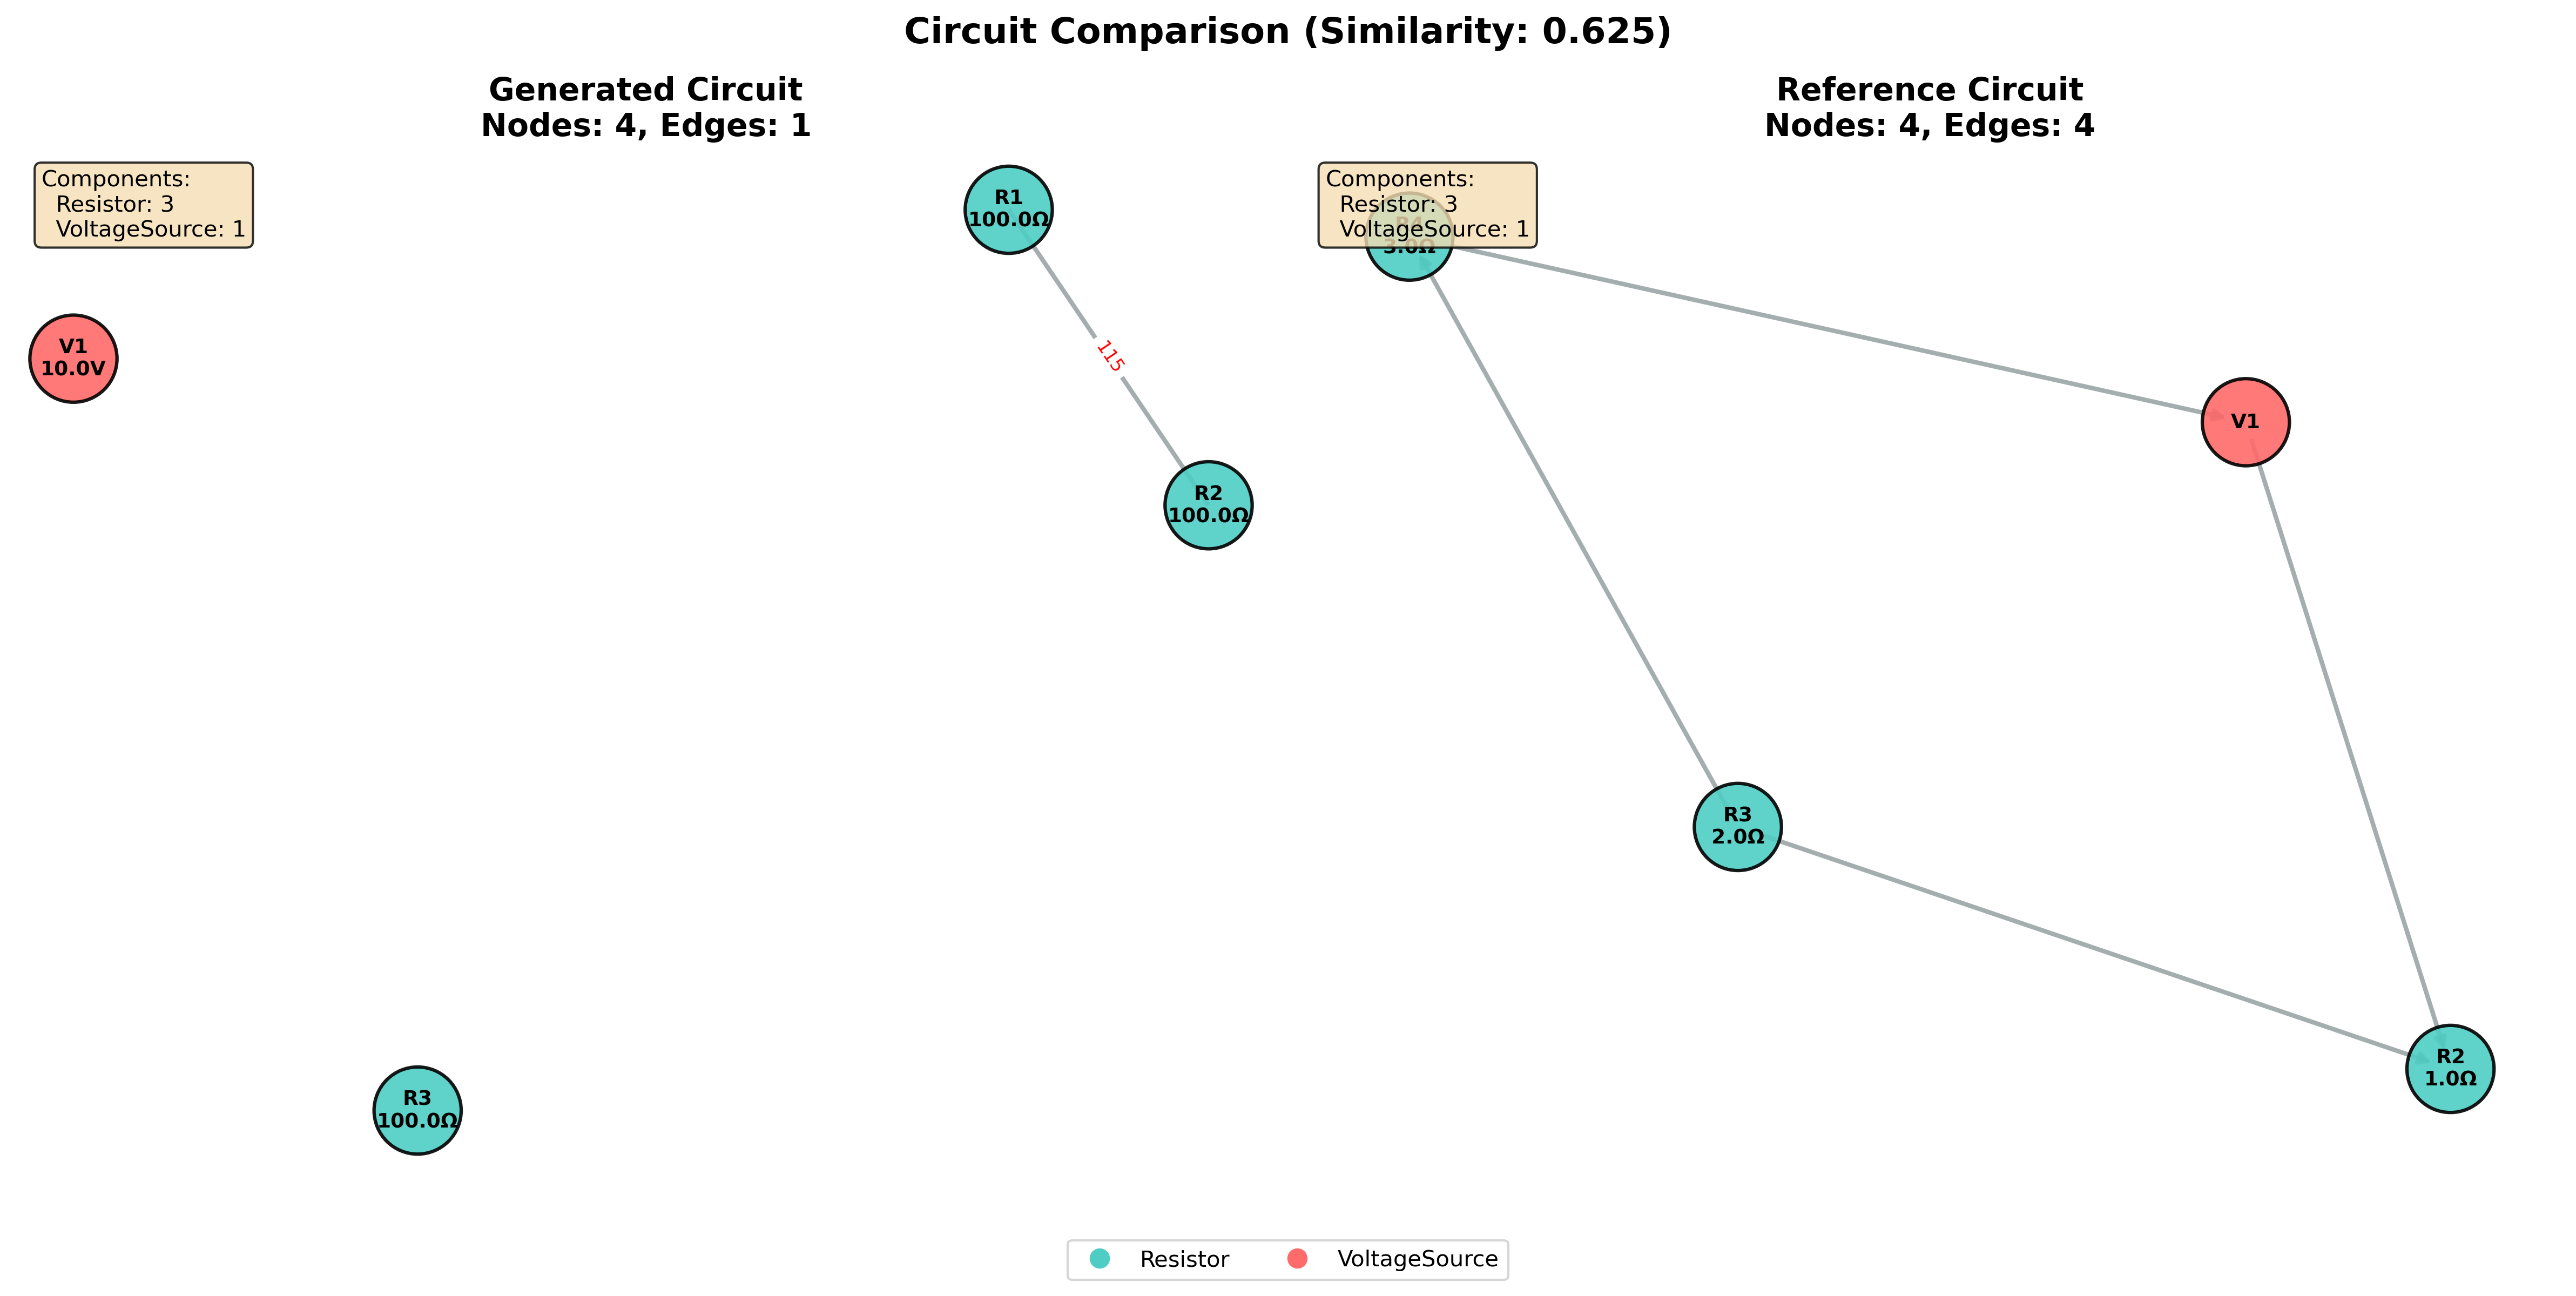 Circuit Comparison (Similarity: 0.625)
Generated Circuit
Nodes: 4, Edges: 1
Components:
Resistor: 3
VoltageSource: 1
R1
100.0Ω
V1
10.0V
115
R2
100.0Ω
R3
100.0Ω
Reference Circuit
Nodes: 4, Edges: 4
Components:
Resistor: 3
VoltageSource: 1
R4
3.0Ω
V1
R3
2.0Ω
R2
1.0Ω
Resistor
VoltageSource